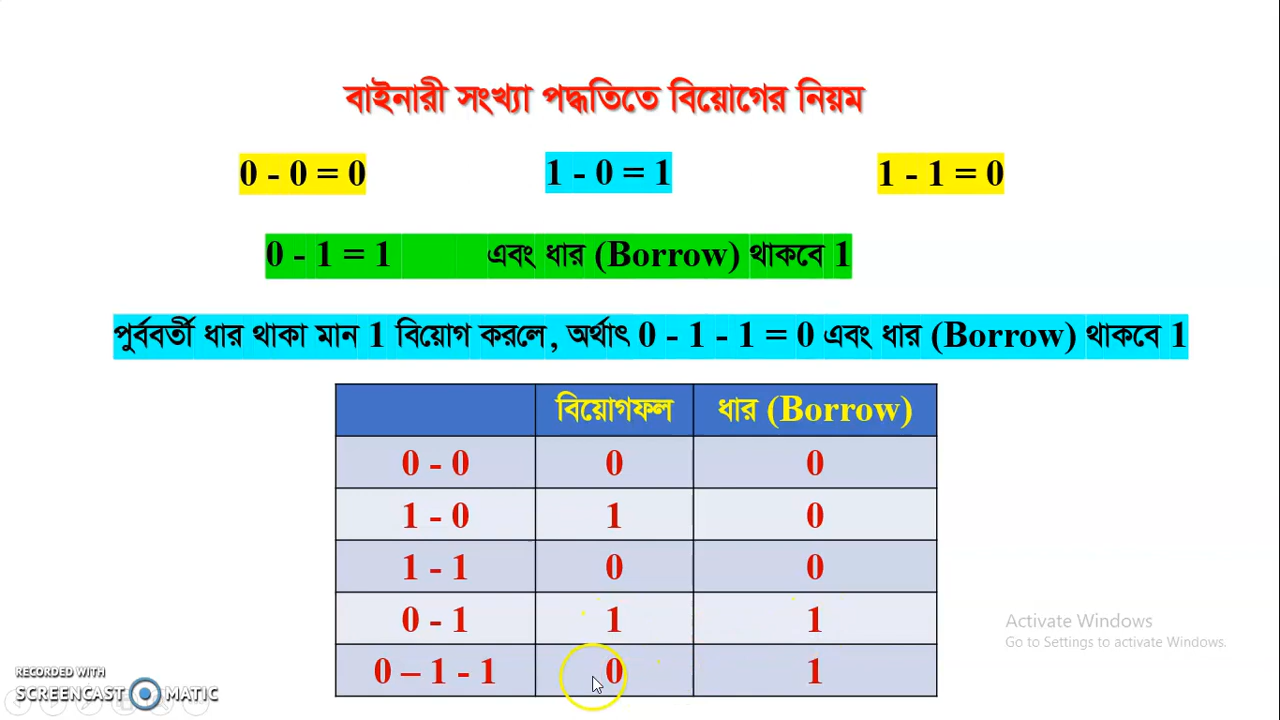 বাইনারী সংখ্যা পদ্ধতিতে বিয়োগের নিয়ম
0 - 0 = 0 1 - 0 = 1 1 - 1 = 0
0 - 1 = 1 এবং ধার (Borrow) থাকবে 1
পুর্ববর্তী ধার থাকা মান 1 বিয়োগ করলে, অর্থাৎ 0 - 1 - 1 = 0 এবং ধার (Borrow) থাকবে 1
বিয়োগফল ধার (Borrow)
0 - 0 0 0
1 - 0 1 0
1 - 1 0 0
0 - 1 1 1
0 – 1 - 1 0 1
Activate Windows
Go to Settings to activate Windows.
RECORDED WITH
SCREENCAST MATIC